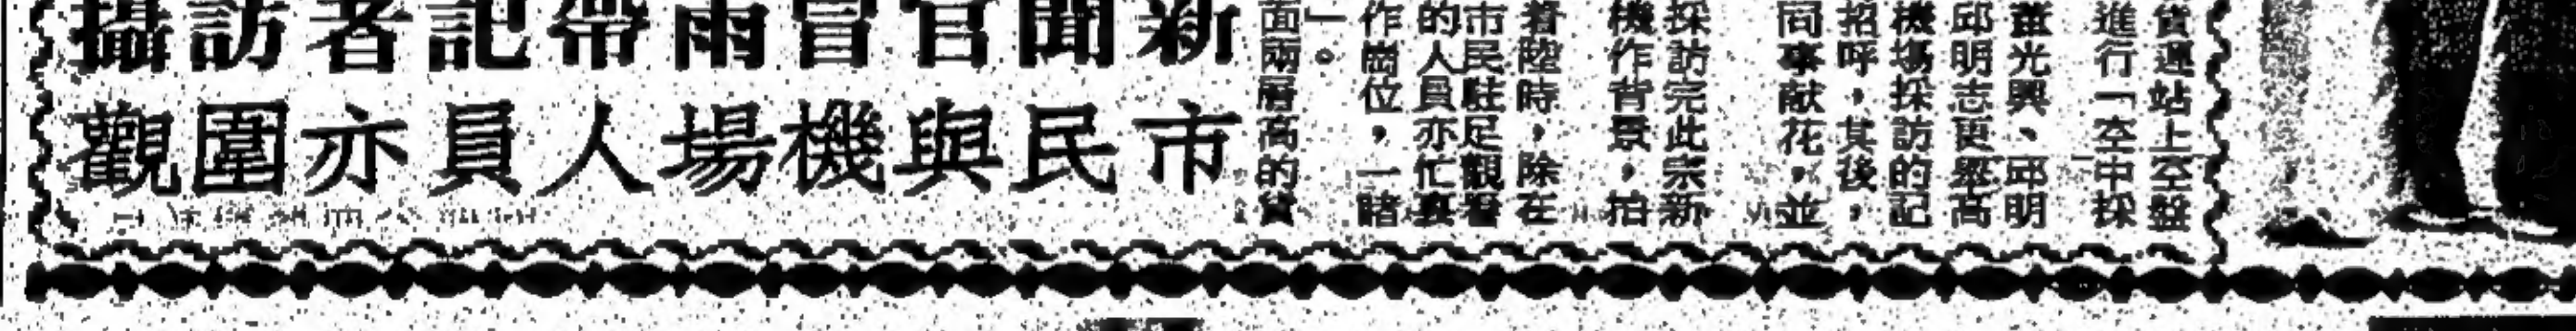 新聞官冒雨帶記者訪攝
市民與機場人員亦圍觀
貨運站上空盤
進行「空中採
董光興、邱明
邱明志更舉高
機場採訪的記
招呼，其後，
同事献花，並
採訪完此宗新
機作背景，拍
着陸時，除在
市民駐足觀看
的人員亦忙裏
作崗位，一睹
」。
面兩層高的貨